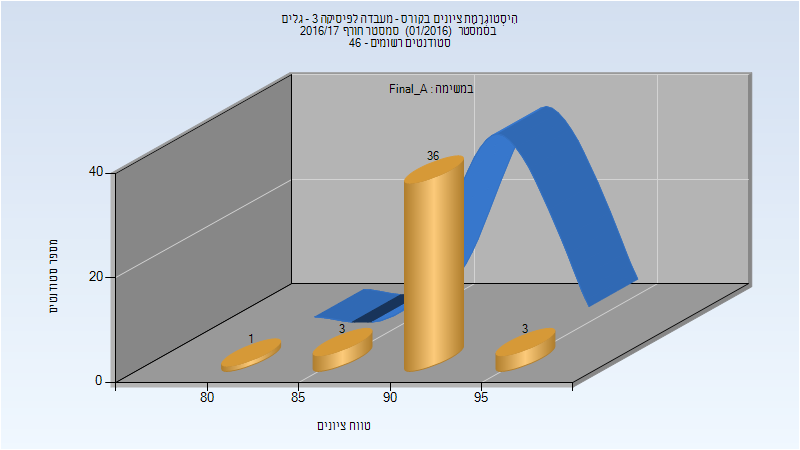 היסטוגרמת ציונים בקורס - מעבדה לפיסיקה 3 - גלים
בסמסטר (01/2016) סמסטר חורף 2016/17
סטודנטים רשומים - 46
במשימה : Final_A
36
40
20
0
1
3
3
80
85
90
95
מספר סטודנטים
טווח ציונים